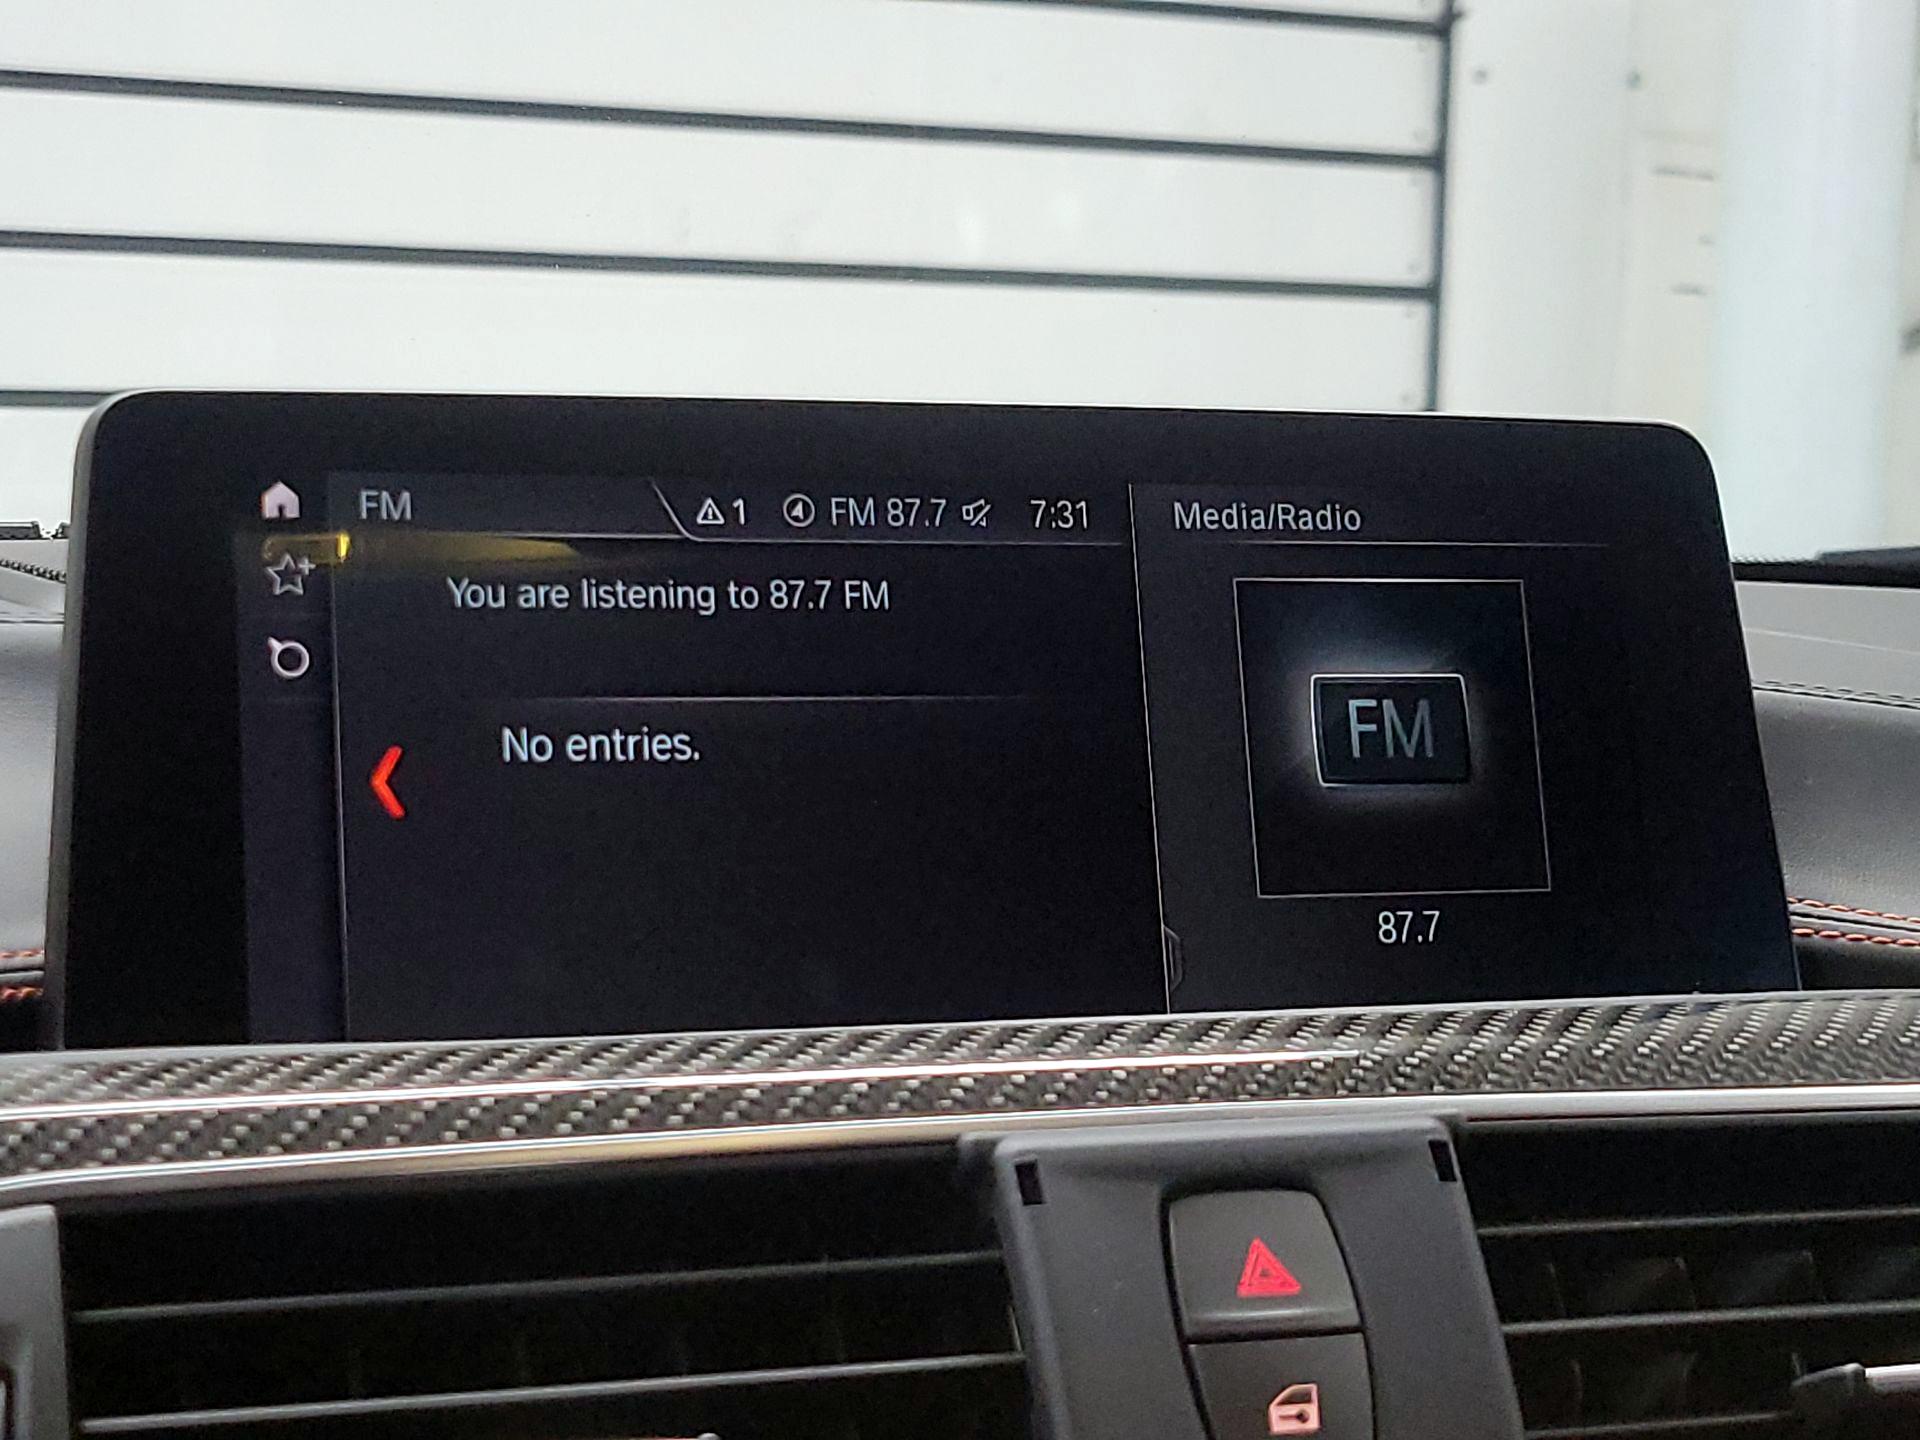 FM
1 FM 87.7 7:31
Media/Radio
You are listening to 87.7 FM
No entries.
FM
87.7